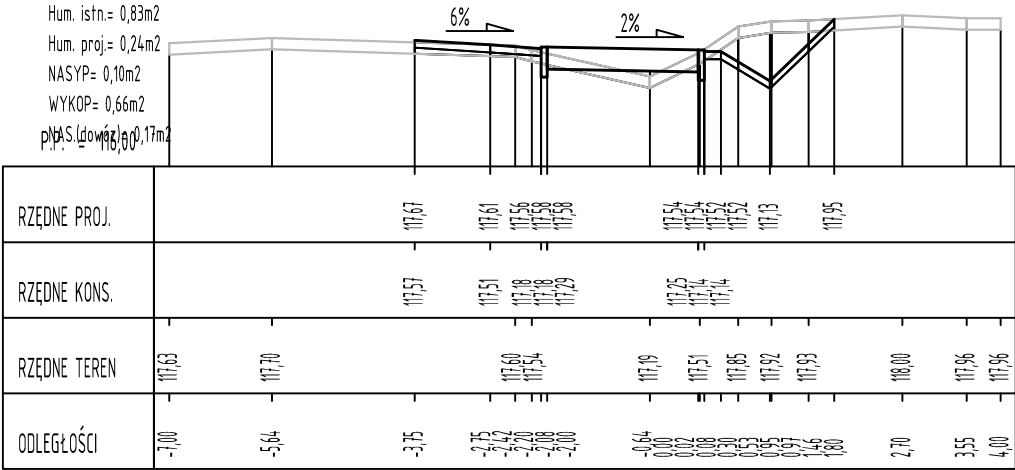 Hum. istn.= 0,83m2
Hum. proj.= 0,24m2
NASYP= 0,10m2
WYKOP= 0,66m2
NAS.(dowóz)= 0,17m2
P.P. = 116,00
6%
2%
RZĘDNE PROJ. 117,67 117,61 117,56 117,58 117,58 117,54 117,54 117,52 117,52 117,13 117,95
RZĘDNE KONS. 117,57 117,51 117,18 117,18 117,29 117,25 117,14 117,14
RZĘDNE TEREN 117,63 117,70 117,60 117,54 117,19 117,51 117,85 117,92 117,93 118,00 117,96 117,96
ODLEGŁOŚCI -7,00 -5,64 -3,75 -2,75 -2,42 -2,20 -2,08 -2,00 -0,64 0,00 0,02 0,08 0,30 0,53 0,95 0,97 1,46 1,80 2,70 3,55 4,00